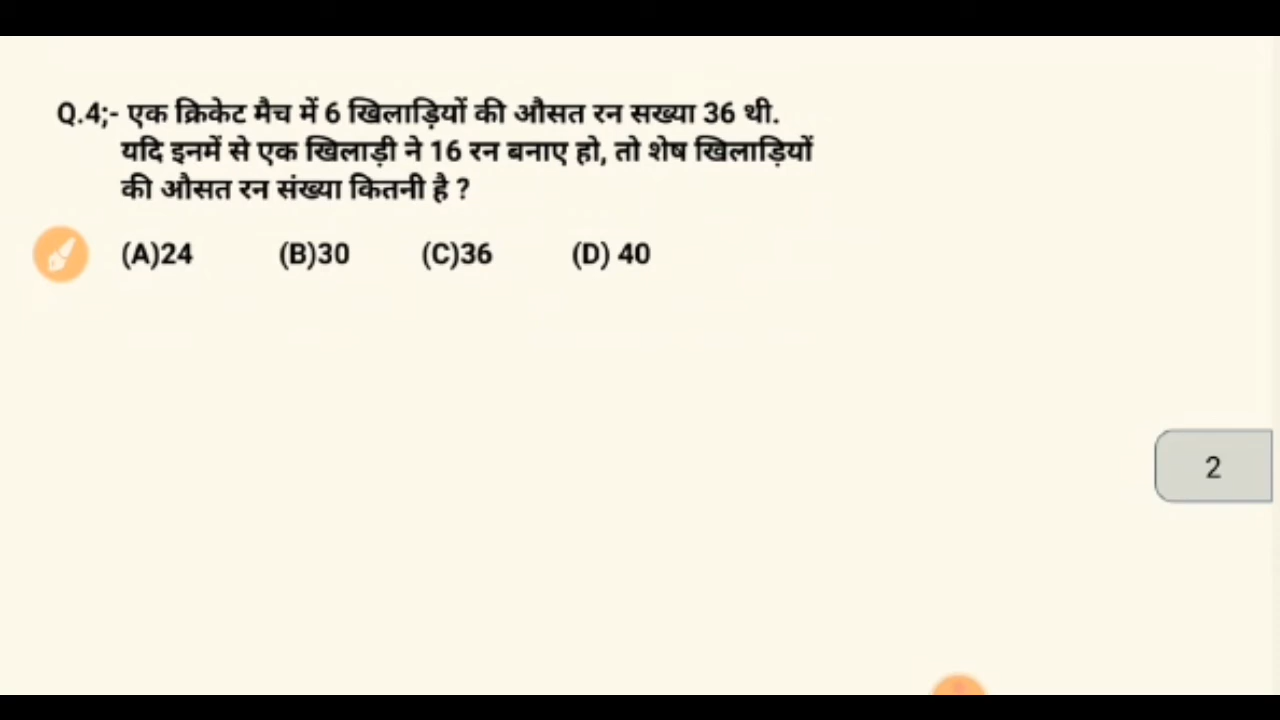 Q.4;- एक क्रिकेट मैच में 6 खिलाड़ियों की औसत रन सख्या 36 थी.
यदि इनमें से एक खिलाड़ी ने 16 रन बनाए हो, तो शेष खिलाड़ियों
की औसत रन संख्या कितनी है ?
(A)24 (B)30 (C)36 (D) 40
2